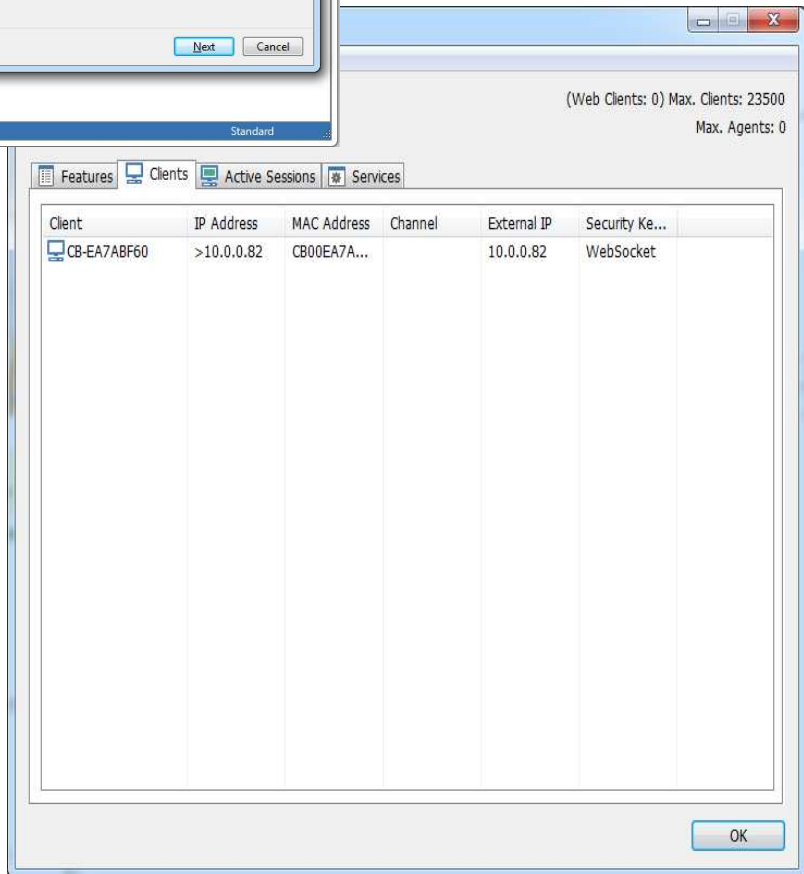 Next Cancel
Standard
(Web Clients: 0) Max. Clients: 23500
Max. Agents: 0
Features Clients Active Sessions Services
Client IP Address MAC Address Channel External IP Security Ke...
CB-EA7ABF60 >10.0.0.82 CB00EA7A... 10.0.0.82 WebSocket
OK